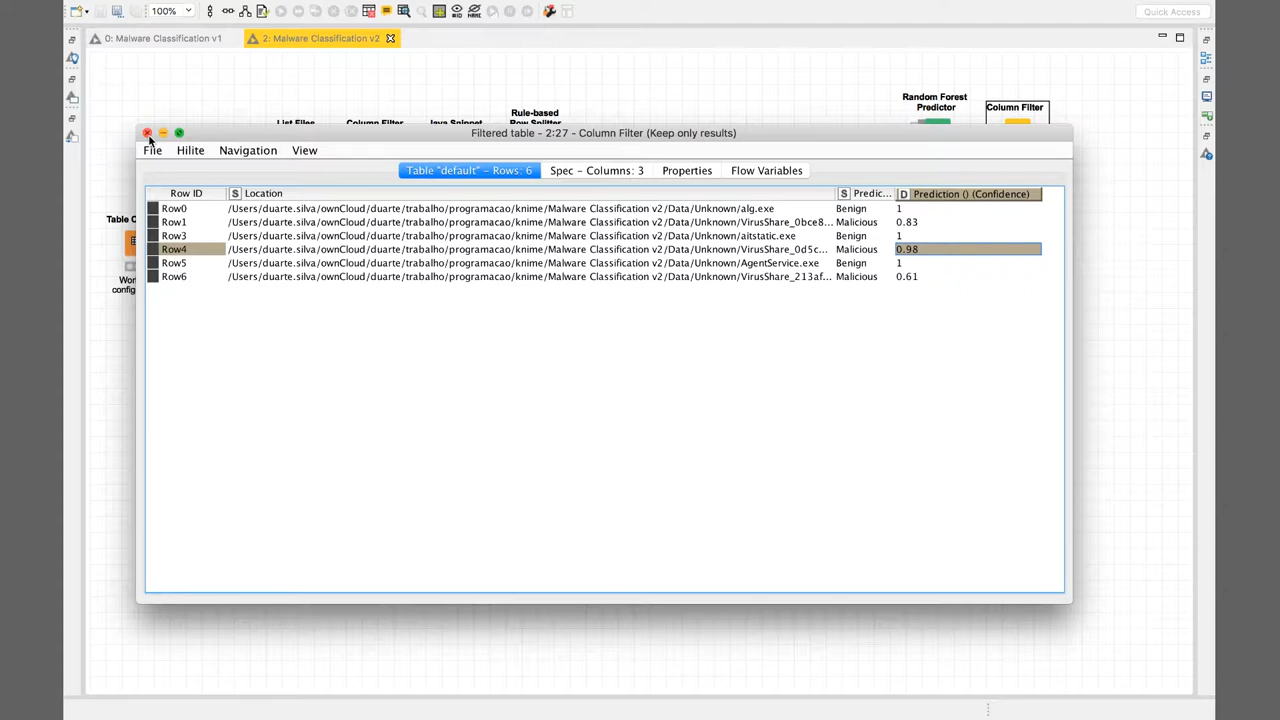 100%
Quick Access
0: Malware Classification v1
2: Malware Classification v2
Random Forest
Predictor
Column Filter
Rule-based
Row Splitter
List Files
Column Filter
Java Snippet
Filtered table - 2:27 - Column Filter (Keep only results)
File Hilite Navigation View
Table "default" - Rows: 6 Spec - Columns: 3 Properties Flow Variables
Row ID S Location S Predic... D Prediction () (Confidence)
Row0 /Users/duarte.silva/ownCloud/duarte/trabalho/programacao/knime/Malware Classification v2/Data/Unknown/alg.exe Benign 1
Row1 /Users/duarte.silva/ownCloud/duarte/trabalho/programacao/knime/Malware Classification v2/Data/Unknown/VirusShare_0bce8... Malicious 0.83
Row3 /Users/duarte.silva/ownCloud/duarte/trabalho/programacao/knime/Malware Classification v2/Data/Unknown/aitstatic.exe Benign 1
Row4 /Users/duarte.silva/ownCloud/duarte/trabalho/programacao/knime/Malware Classification v2/Data/Unknown/VirusShare_0d5c... Malicious 0.98
Row5 /Users/duarte.silva/ownCloud/duarte/trabalho/programacao/knime/Malware Classification v2/Data/Unknown/AgentService.exe Benign 1
Row6 /Users/duarte.silva/ownCloud/duarte/trabalho/programacao/knime/Malware Classification v2/Data/Unknown/VirusShare_213af... Malicious 0.61
Table C
Wor
config